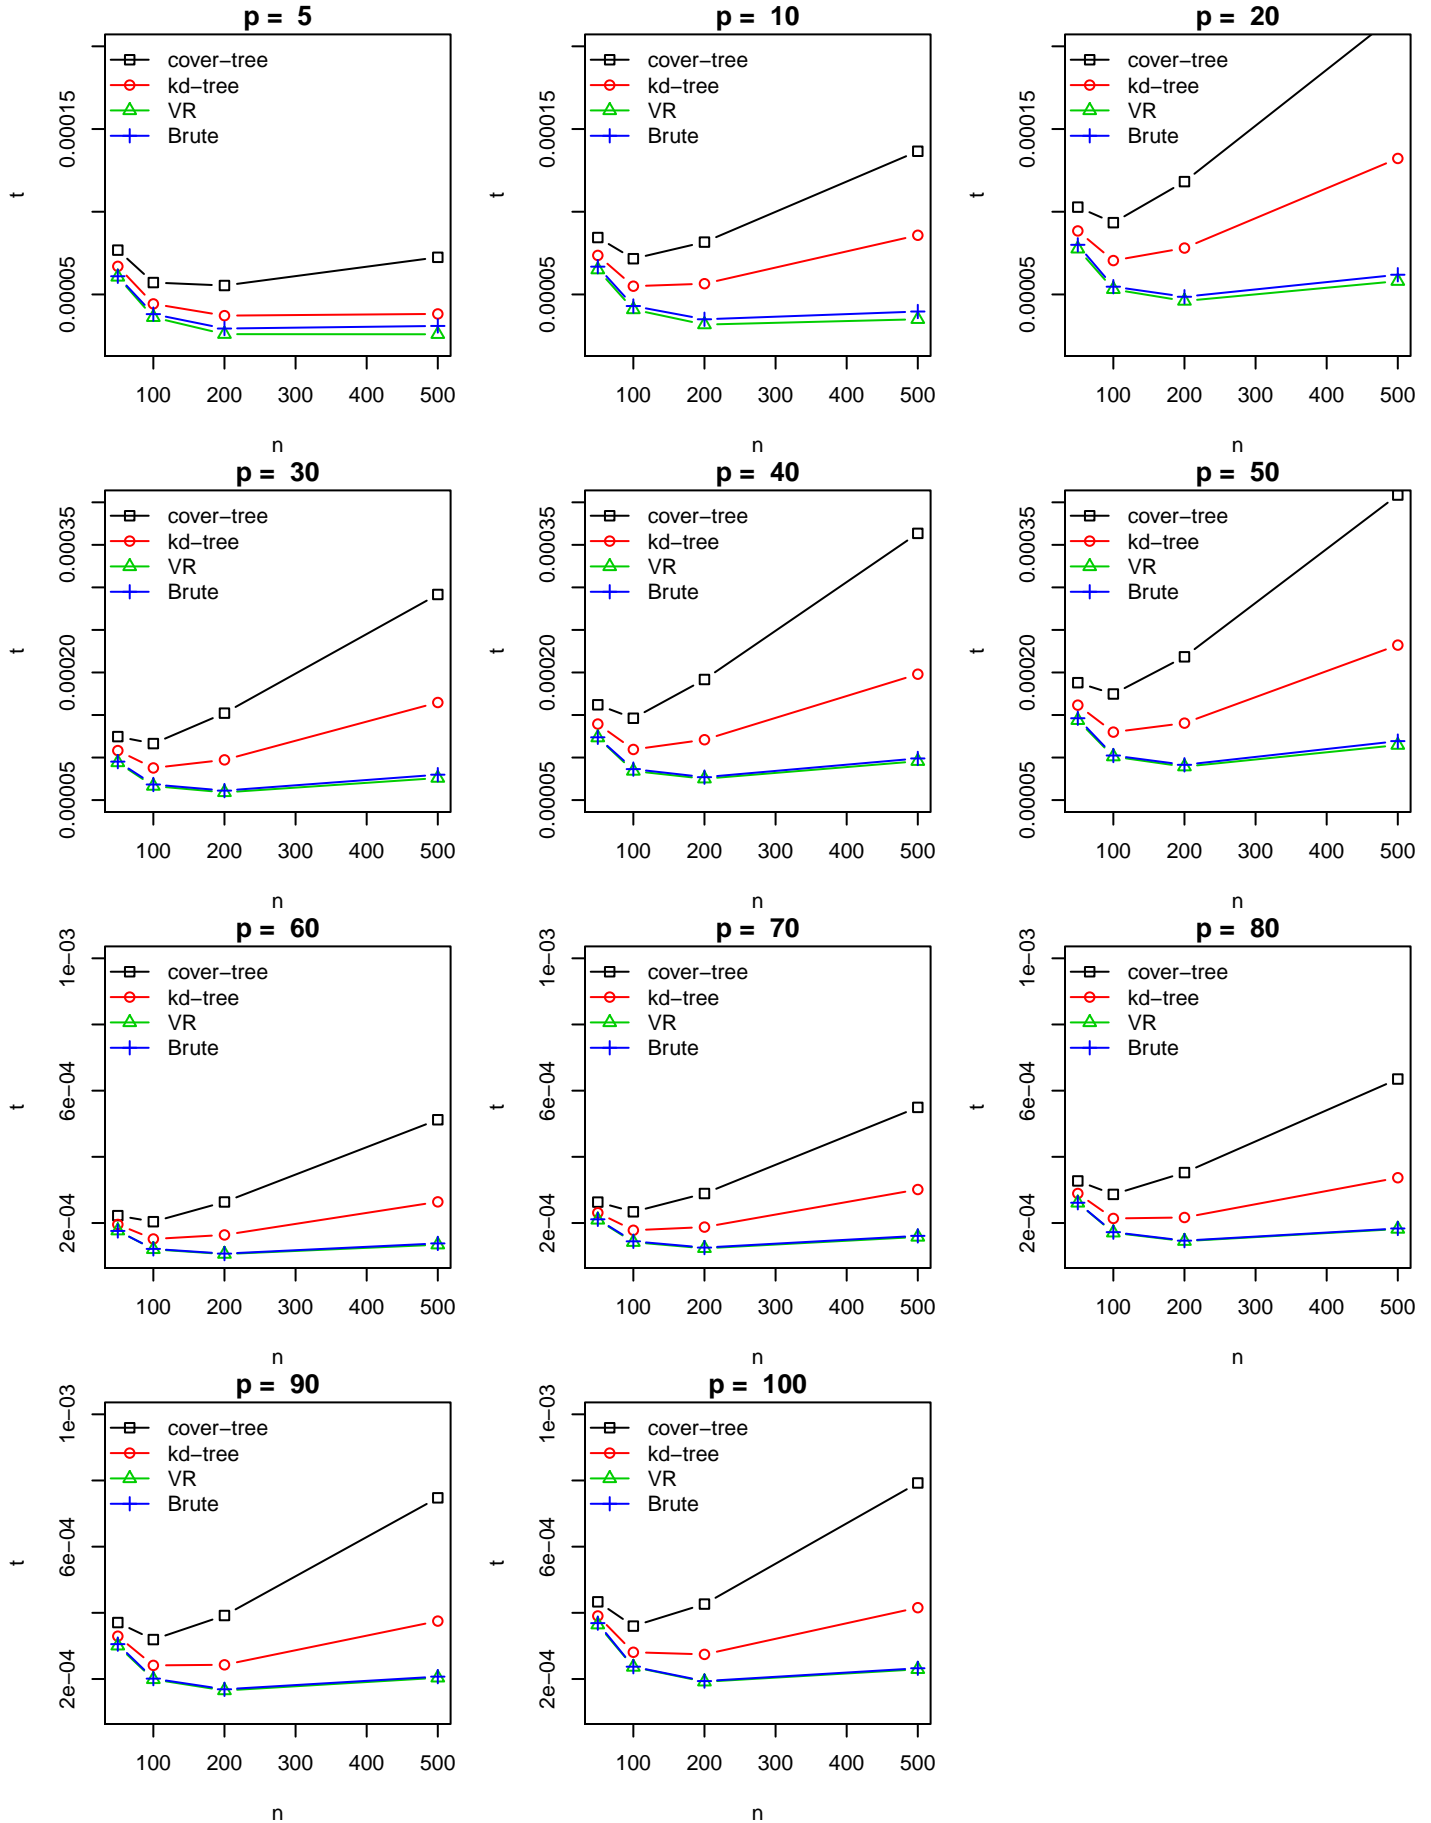 p = 5
cover-tree
kd-tree
VR
Brute
0.00005 0.00015
t
100 200 300 400 500
n
p = 10
cover-tree
kd-tree
VR
Brute
0.00005 0.00015
t
100 200 300 400 500
n
p = 20
cover-tree
kd-tree
VR
Brute
0.00005 0.00015
t
100 200 300 400 500
n
p = 30
cover-tree
kd-tree
VR
Brute
0.00005 0.00020 0.00035
t
100 200 300 400 500
n
p = 40
cover-tree
kd-tree
VR
Brute
0.00005 0.00020 0.00035
t
100 200 300 400 500
n
p = 50
cover-tree
kd-tree
VR
Brute
0.00005 0.00020 0.00035
t
100 200 300 400 500
n
p = 60
cover-tree
kd-tree
VR
Brute
2e-04 6e-04 1e-03
t
100 200 300 400 500
n
p = 70
cover-tree
kd-tree
VR
Brute
2e-04 6e-04 1e-03
t
100 200 300 400 500
n
p = 80
cover-tree
kd-tree
VR
Brute
2e-04 6e-04 1e-03
t
100 200 300 400 500
n
p = 90
cover-tree
kd-tree
VR
Brute
2e-04 6e-04 1e-03
t
100 200 300 400 500
n
p = 100
cover-tree
kd-tree
VR
Brute
2e-04 6e-04 1e-03
t
100 200 300 400 500
n